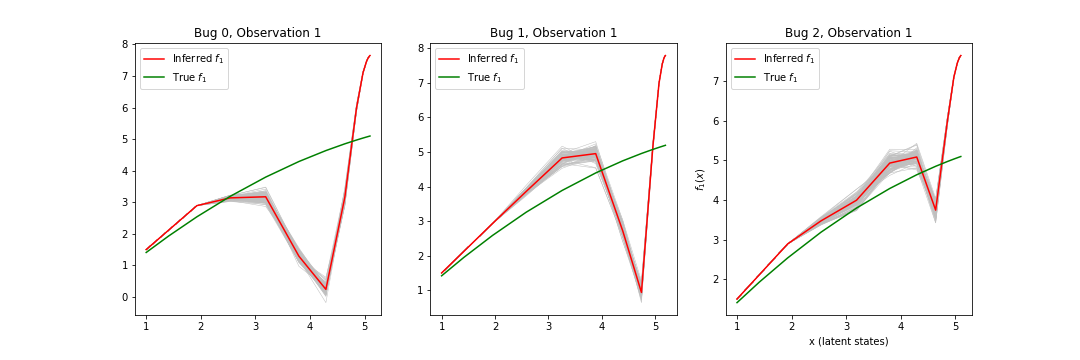 Bug 0, Observation 1
Inferred f₁
True f₁
8
7
6
5
4
3
2
1
0
1 2 3 4 5
Bug 1, Observation 1
Inferred f₁
True f₁
8
7
6
5
4
3
2
1
1 2 3 4 5
Bug 2, Observation 1
Inferred f₁
True f₁
f₁(x)
7
6
5
4
3
2
1 2 3 4 5
x (latent states)